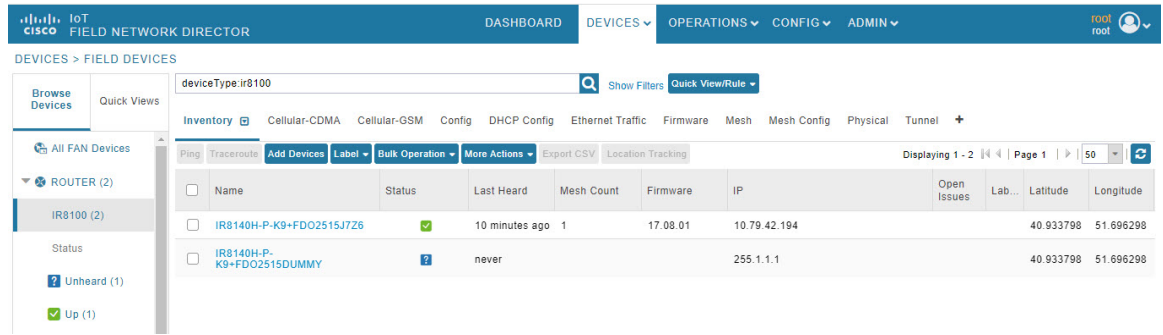 cisco IoT FIELD NETWORK DIRECTOR
DASHBOARD DEVICES OPERATIONS CONFIG ADMIN
root
root
DEVICES > FIELD DEVICES
Browse Devices
Quick Views
All FAN Devices
ROUTER (2)
IR8100 (2)
Status
? Unheard (1)
Up (1)
deviceType:ir8100
Show Filters Quick View/Rule
Inventory Cellular-CDMA Cellular-GSM Config DHCP Config Ethernet Traffic Firmware Mesh Mesh Config Physical Tunnel +
Ping Traceroute Add Devices Label Bulk Operation More Actions Export CSV Location Tracking Displaying 1 - 2 Page 1 50
Name Status Last Heard Mesh Count Firmware IP Open Issues Lab... Latitude Longitude
IR8140H-P-K9+FDO2515J7Z6 10 minutes ago 1 17.08.01 10.79.42.194 40.933798 51.696298
IR8140H-P-
K9+FDO2515DUMMY ? never 255.1.1.1 40.933798 51.696298